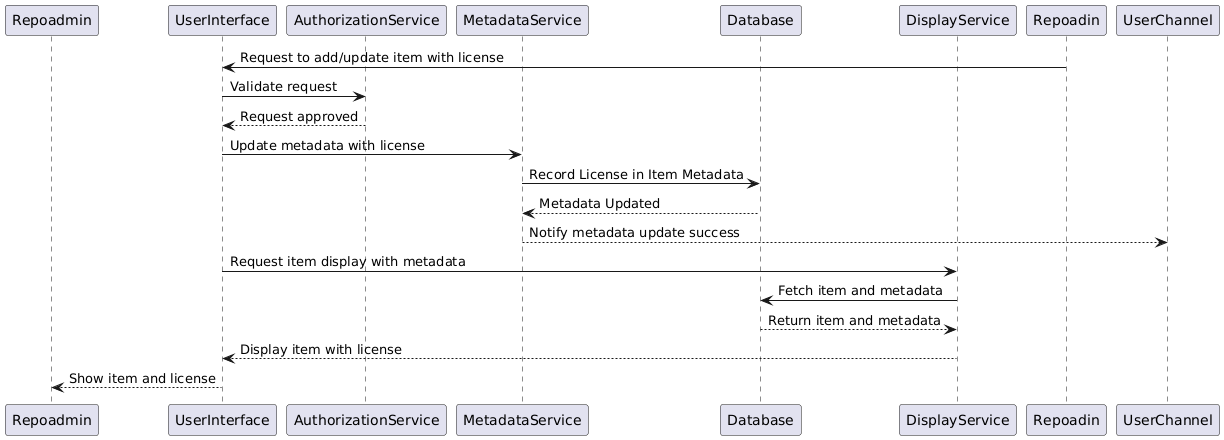 Repoadmin UserInterface AuthorizationService MetadataService Database DisplayService Repoadin UserChannel
Request to add/update item with license
Validate request
Request approved
Update metadata with license
Record License in Item Metadata
Metadata Updated
Notify metadata update success
Request item display with metadata
Fetch item and metadata
Return item and metadata
Display item with license
Show item and license
Repoadmin UserInterface AuthorizationService MetadataService Database DisplayService Repoadin UserChannel